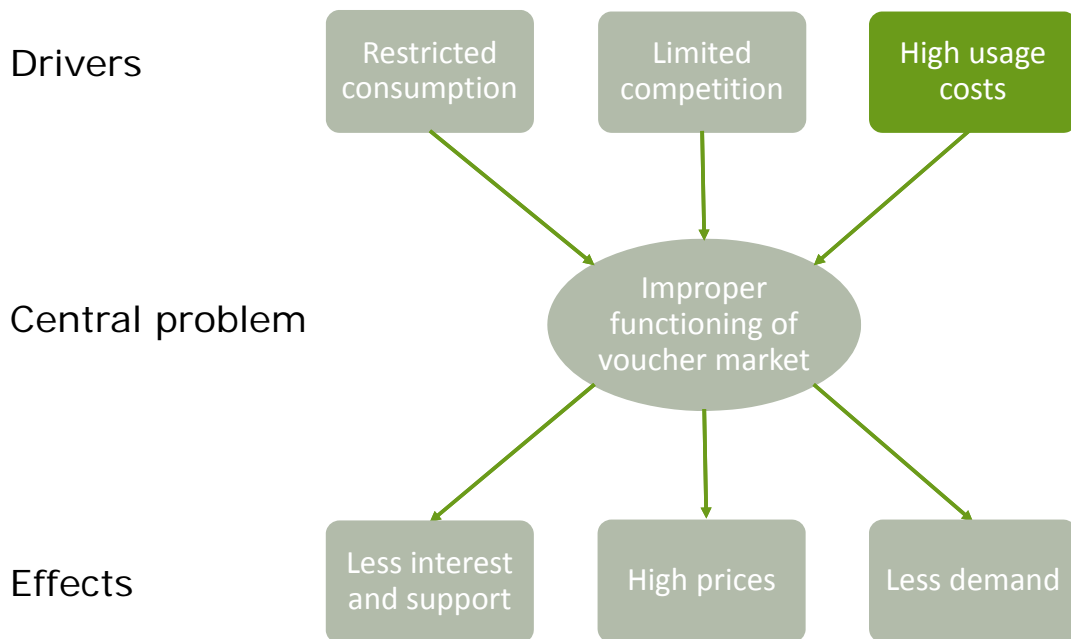 Drivers
Restricted
consumption
Limited
competition
High usage
costs
Central problem
Improper
functioning of
voucher market
Effects
Less interest
and support
High prices
Less demand